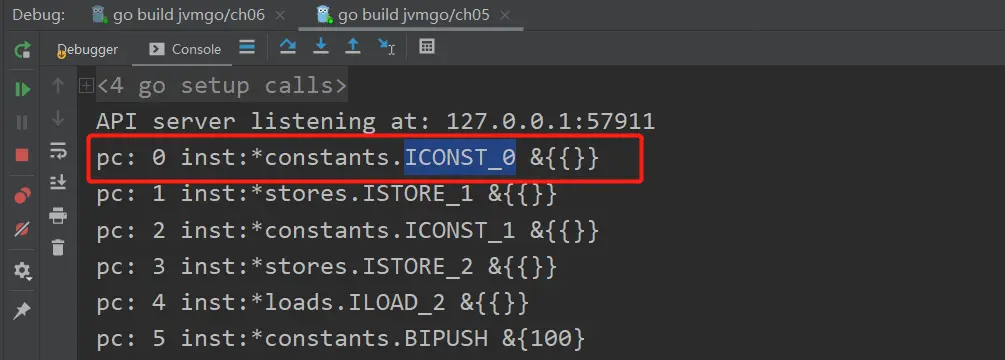 Debug: go build jvmgo/ch06 × go build jvmgo/ch05 ×
Debugger Console
<4 go setup calls>
API server listening at: 127.0.0.1:57911
pc: 0 inst:*constants.ICONST_0 &{{}}
pc: 1 inst:*stores.ISTORE_1 &{{}}
pc: 2 inst:*constants.ICONST_1 &{{}}
pc: 3 inst:*stores.ISTORE_2 &{{}}
pc: 4 inst:*loads.ILOAD_2 &{{}}
pc: 5 inst:*constants.BIPUSH &{100}